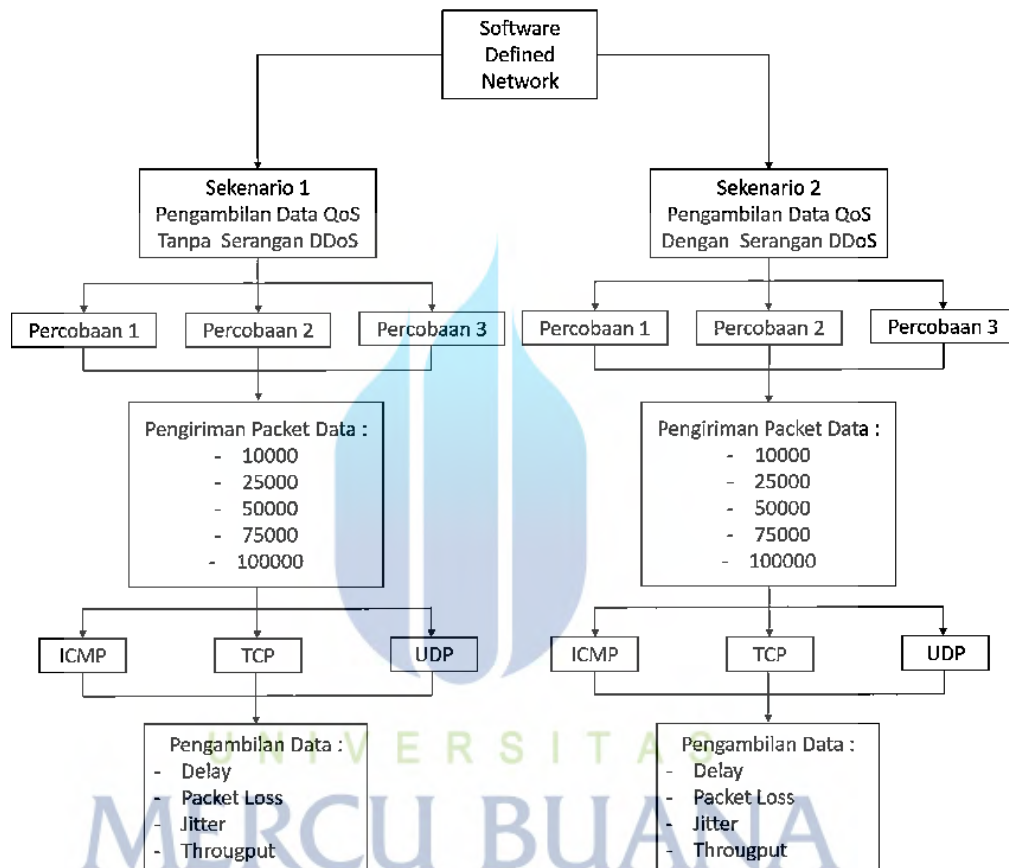 Software
Defined
Network
Sekenario 1
Pengambilan Data QoS
Tanpa Serangan DDoS
Percobaan 1
Percobaan 2
Percobaan 3
Pengiriman Packet Data :
- 10000
- 25000
- 50000
- 75000
- 100000
ICMP
TCP
UDP
Pengambilan Data :
- Delay
- Packet Loss
- Jitter
- Througput
Sekenario 2
Pengambilan Data QoS
Dengan Serangan DDoS
Percobaan 1
Percobaan 2
Percobaan 3
Pengiriman Packet Data :
- 10000
- 25000
- 50000
- 75000
- 100000
ICMP
TCP
UDP
Pengambilan Data :
- Delay
- Packet Loss
- Jitter
- Througput
UNIVERSITAS
MERCU BUANA